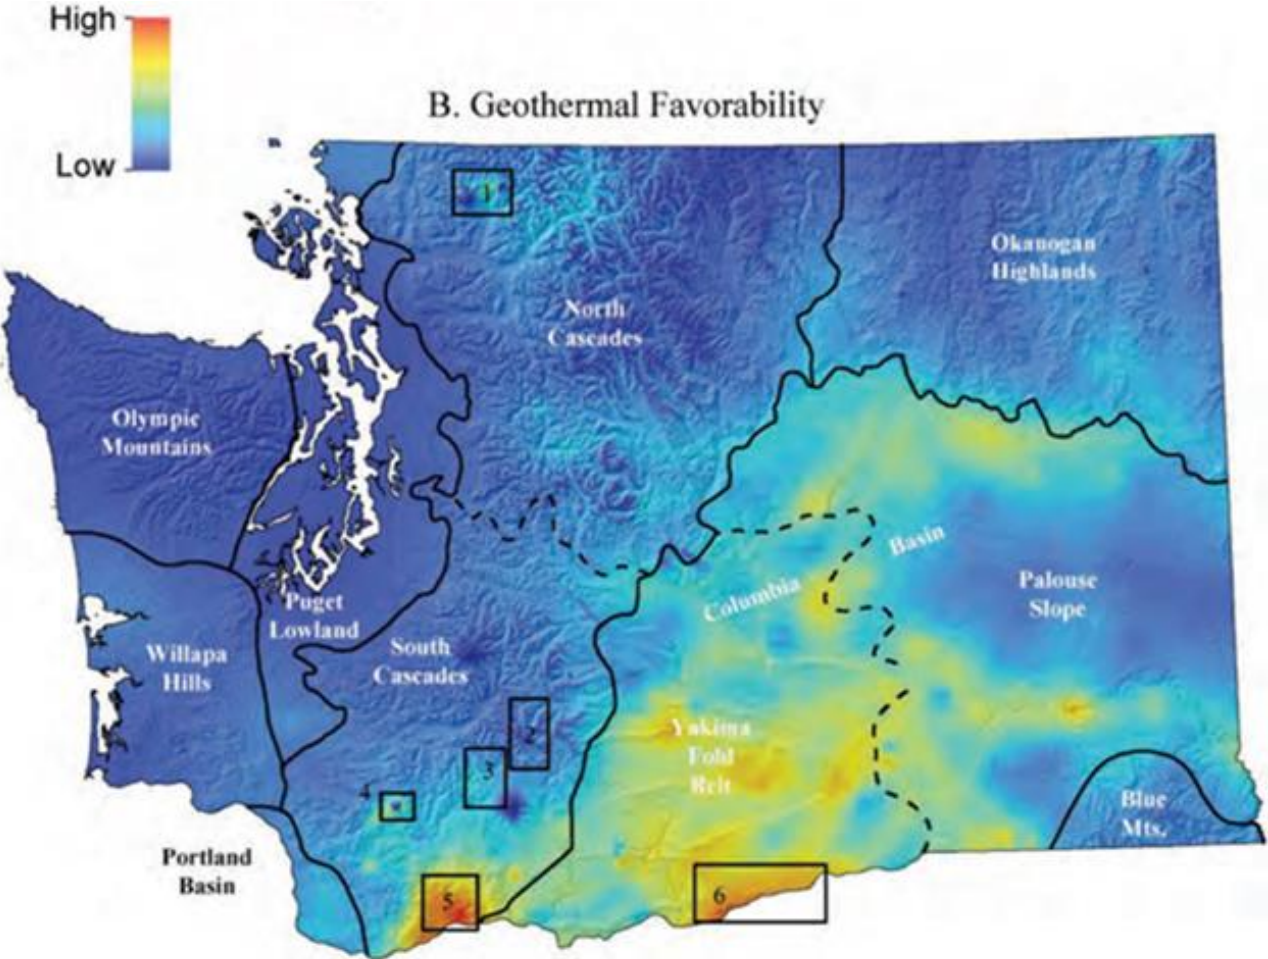 High
Low
B. Geothermal Favorability
1
Okanogan
Highlands
North
Cascades
Olympic
Mountains
Basin
Columbia
Palouse
Slope
Puget
Lowland
Willapa
Hills
South
Cascades
2
3
4
Yakima
Fold
Belt
Blue
Mts.
Portland
Basin
5
6